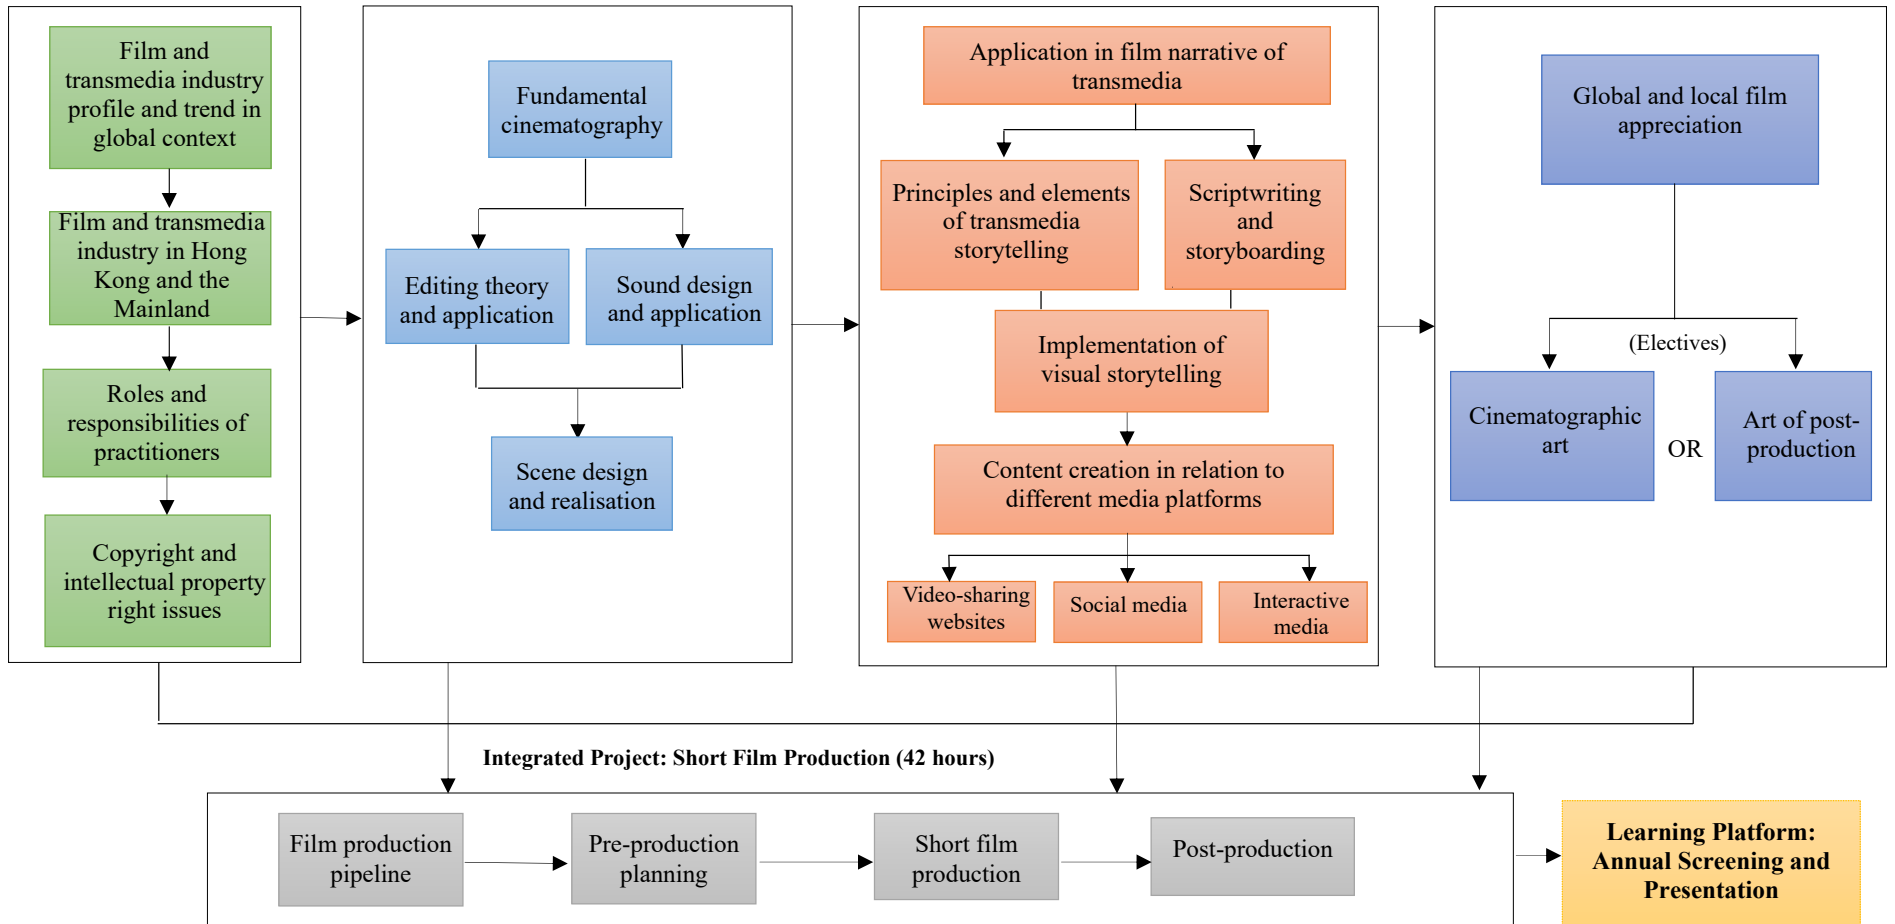 Film and
transmedia industry
profile and trend in
global context
Film and transmedia
industry in Hong
Kong and the
Mainland
Roles and
responsibilities of
practitioners
Copyright and
intellectual property
right issues
Fundamental
cinematography
Editing theory
and application
Sound design
and application
Scene design
and realisation
Application in film narrative of
transmedia
Principles and elements
of transmedia
storytelling
Scriptwriting
and
storyboarding
Implementation of
visual storytelling
Content creation in relation to
different media platforms
Video-sharing
websites
Social media
Interactive
media
Global and local film
appreciation
(Electives)
Cinematographic
art
OR
Art of post-
production
Integrated Project: Short Film Production (42 hours)
Film production
pipeline
Pre-production
planning
Short film
production
Post-production
Learning Platform:
Annual Screening and
Presentation